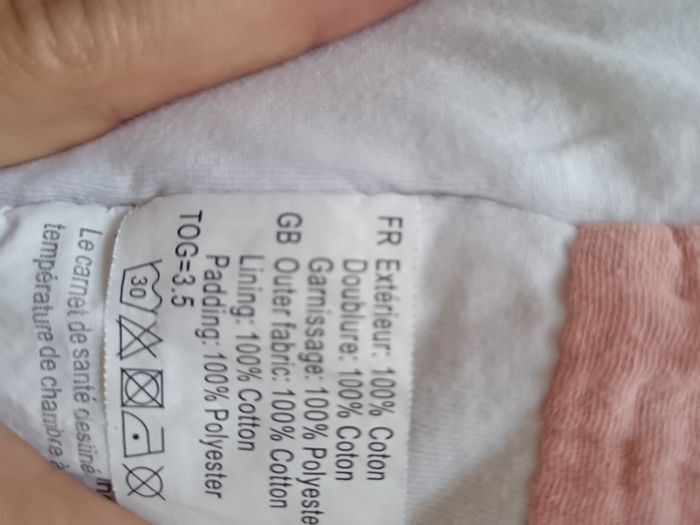 FR Extérieur: 100% Coton
Doublure: 100% Coton
Garnissage: 100% Polyeste
GB Outer fabric: 100% Cotton
Lining: 100% Cotton
Padding: 100% Polyester
TOG=3,5
30
Le carnet de santé destiné
température de chambre à